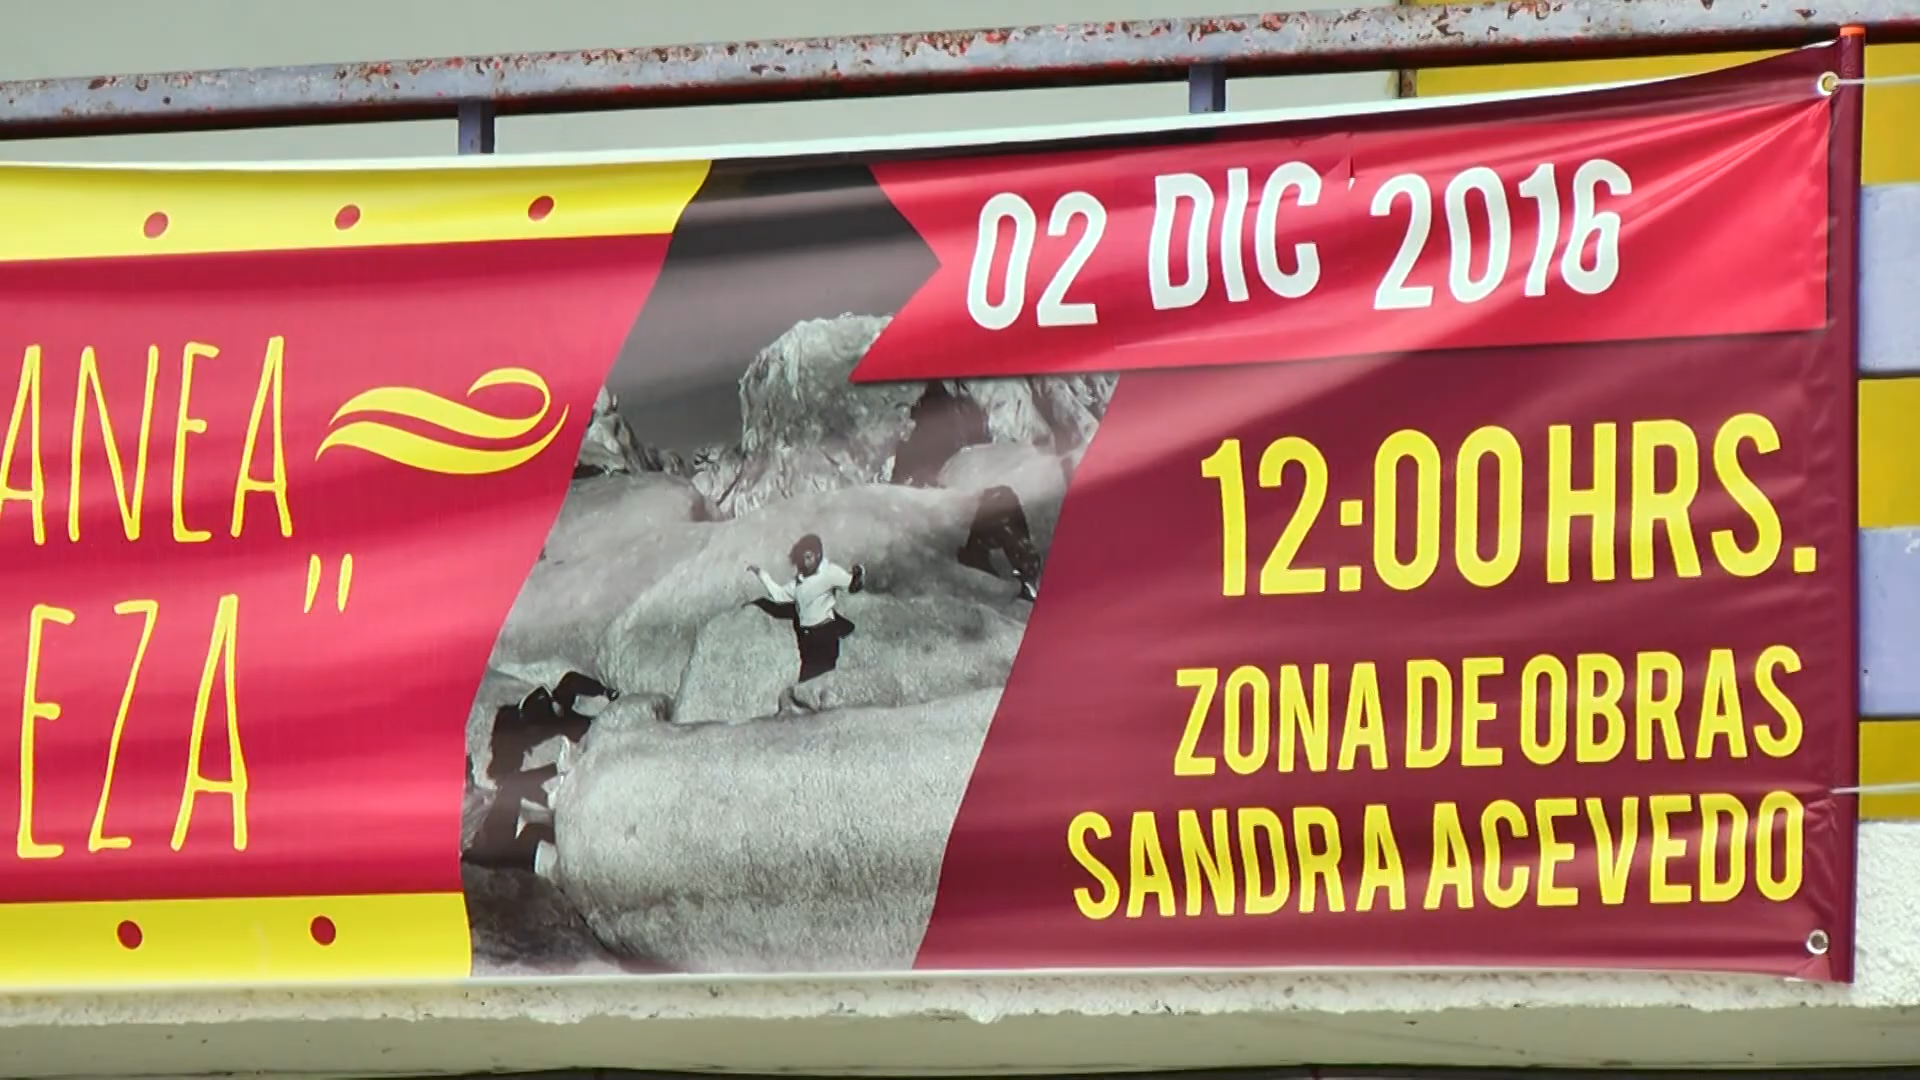 ANEA
EZA"
02 DIC 2016
12:00 HRS.
ZONA DE OBRAS
SANDRA ACEVEDO